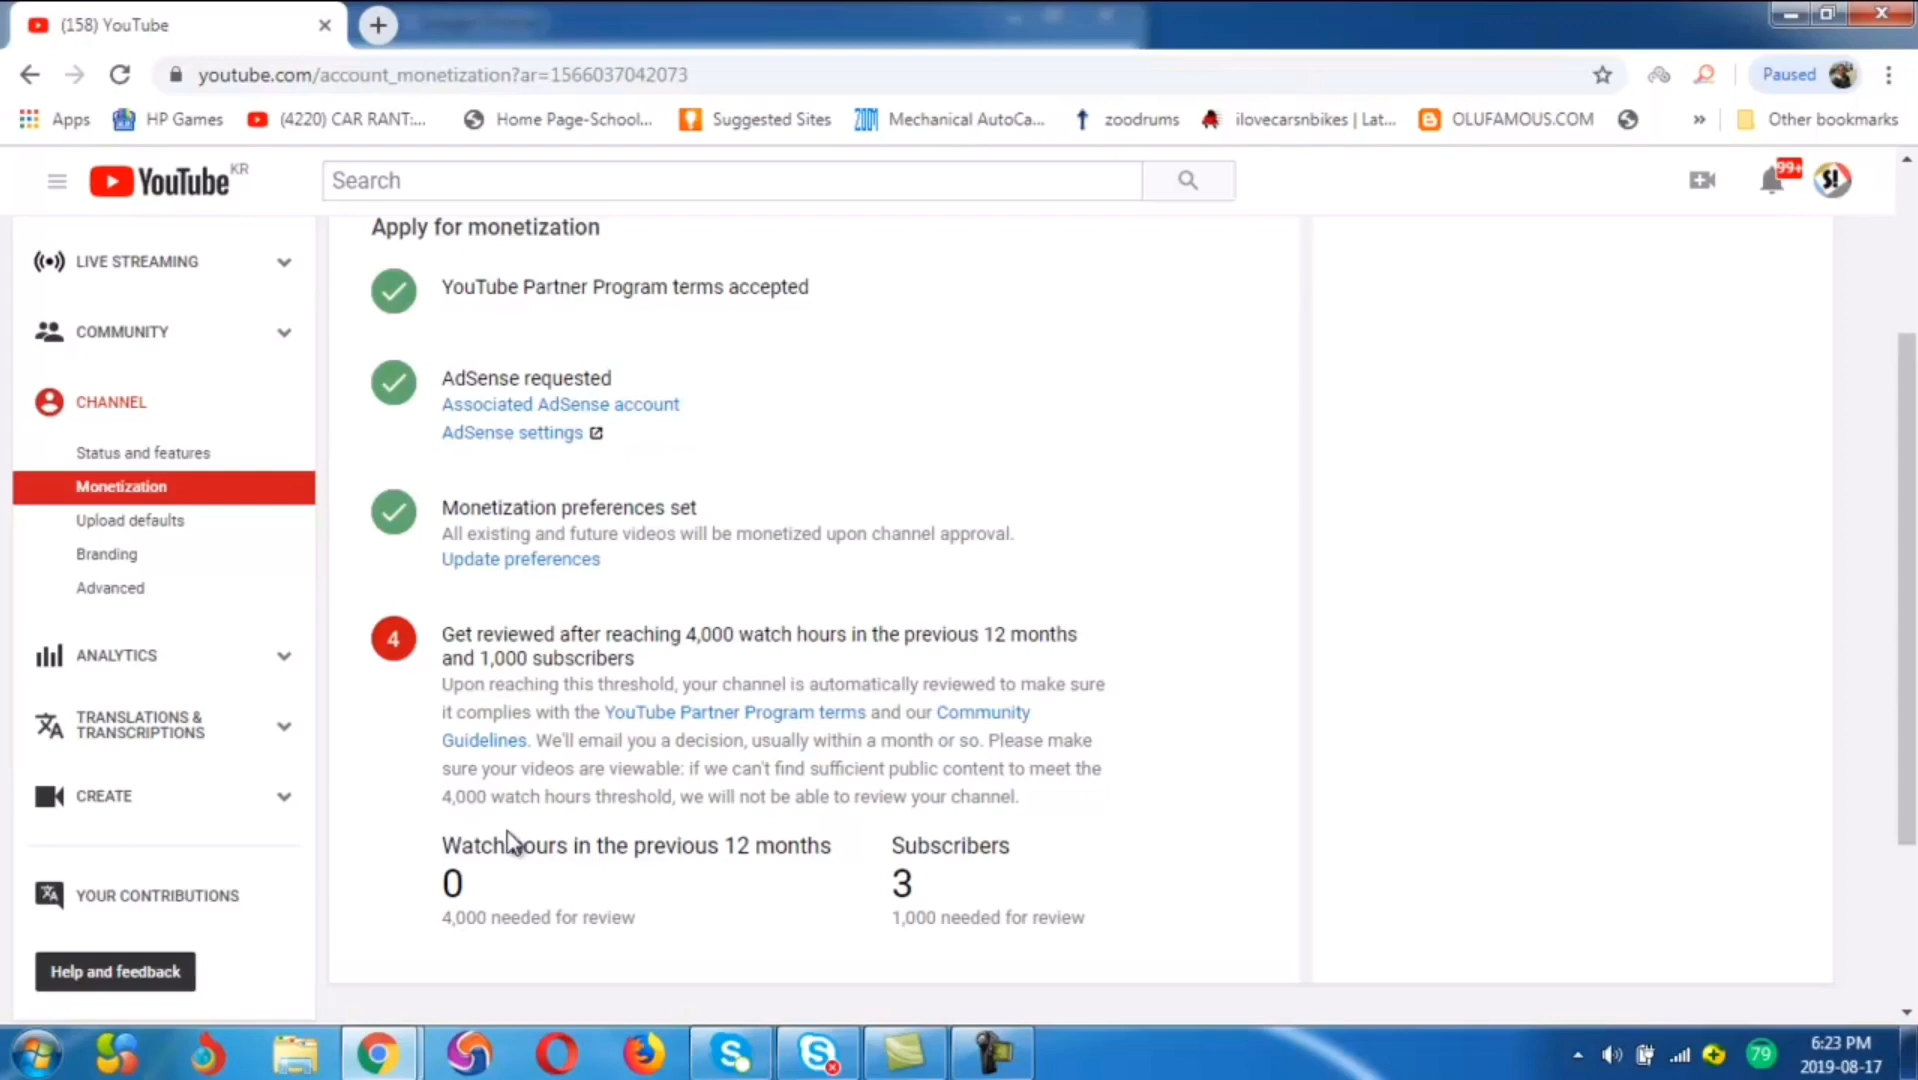 (158) YouTube
youtube.com/account_monetization?ar=1566037042073
Paused
Apps
HP Games
(4220) CAR RANT:...
Home Page-School...
Suggested Sites
ZOOM
Mechanical AutoCa...
zoodrums
ilovecarsnbikes | Lat...
OLUFAMOUS.COM
»
Other bookmarks
YouTube KR
Search
99+
S!
LIVE STREAMING
COMMUNITY
CHANNEL
Status and features
Monetization
Upload defaults
Branding
Advanced
ANALYTICS
TRANSLATIONS &
TRANSCRIPTIONS
CREATE
YOUR CONTRIBUTIONS
Help and feedback
Apply for monetization
YouTube Partner Program terms accepted
AdSense requested
Associated AdSense account
AdSense settings
Monetization preferences set
All existing and future videos will be monetized upon channel approval.
Update preferences
4
Get reviewed after reaching 4,000 watch hours in the previous 12 months
and 1,000 subscribers
Upon reaching this threshold, your channel is automatically reviewed to make sure
it complies with the YouTube Partner Program terms and our Community
Guidelines. We'll email you a decision, usually within a month or so. Please make
sure your videos are viewable: if we can't find sufficient public content to meet the
4,000 watch hours threshold, we will not be able to review your channel.
Watch hours in the previous 12 months
0
4,000 needed for review
Subscribers
3
1,000 needed for review
79
6:23 PM
2019-08-17